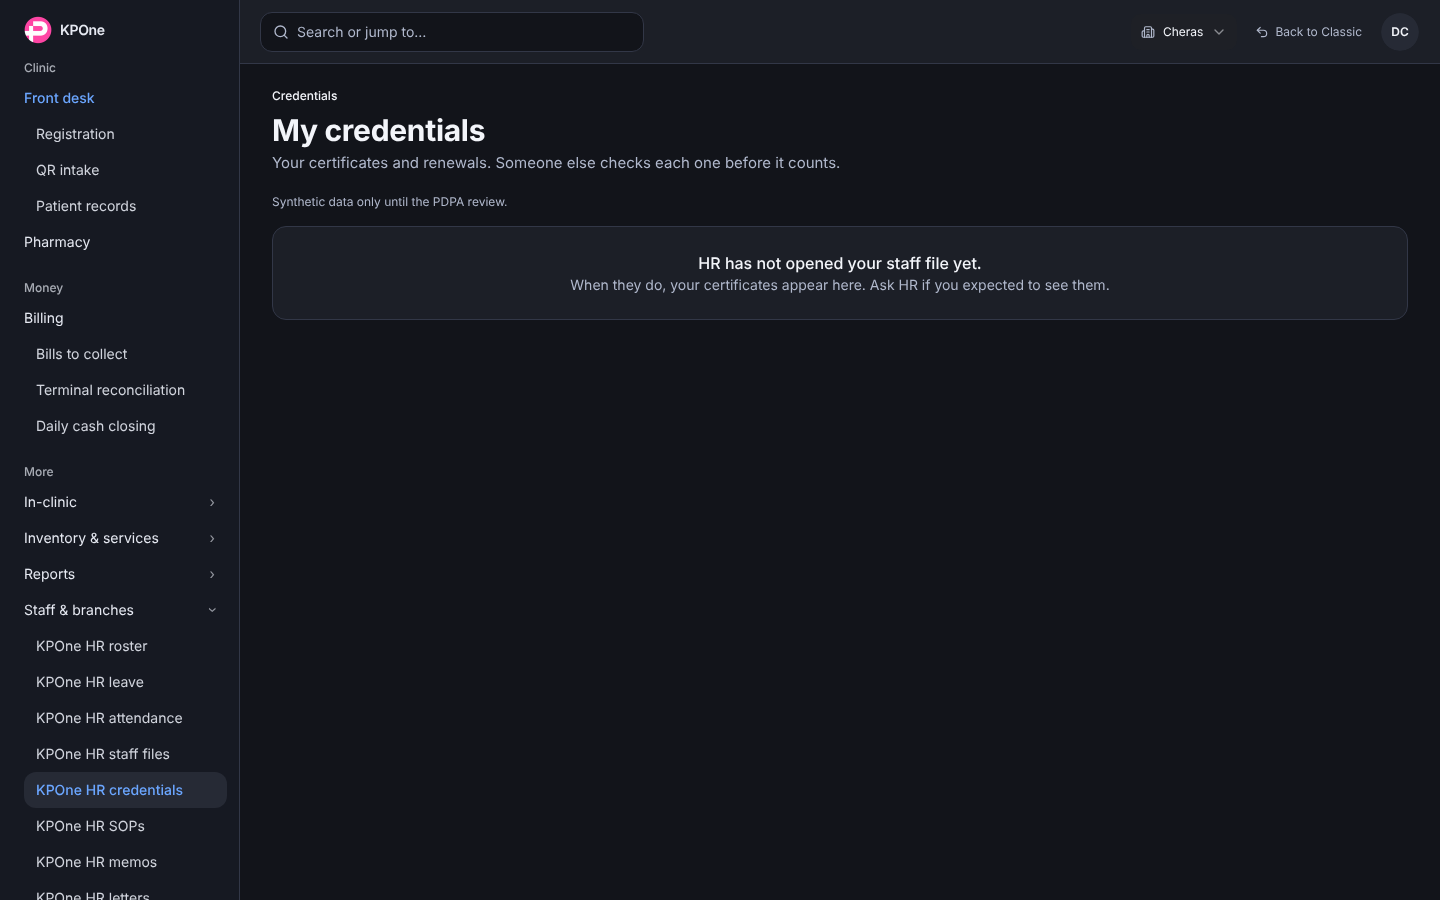 KPOne
Search or jump to...
Cheras
Back to Classic
DC
Clinic
Front desk
Registration
QR intake
Patient records
Pharmacy
Money
Billing
Bills to collect
Terminal reconciliation
Daily cash closing
More
In-clinic
Inventory & services
Reports
Staff & branches
KPOne HR roster
KPOne HR leave
KPOne HR attendance
KPOne HR staff files
KPOne HR credentials
KPOne HR SOPs
KPOne HR memos
KPOne HR letters
Credentials
My credentials
Your certificates and renewals. Someone else checks each one before it counts.
Synthetic data only until the PDPA review.
HR has not opened your staff file yet.
When they do, your certificates appear here. Ask HR if you expected to see them.